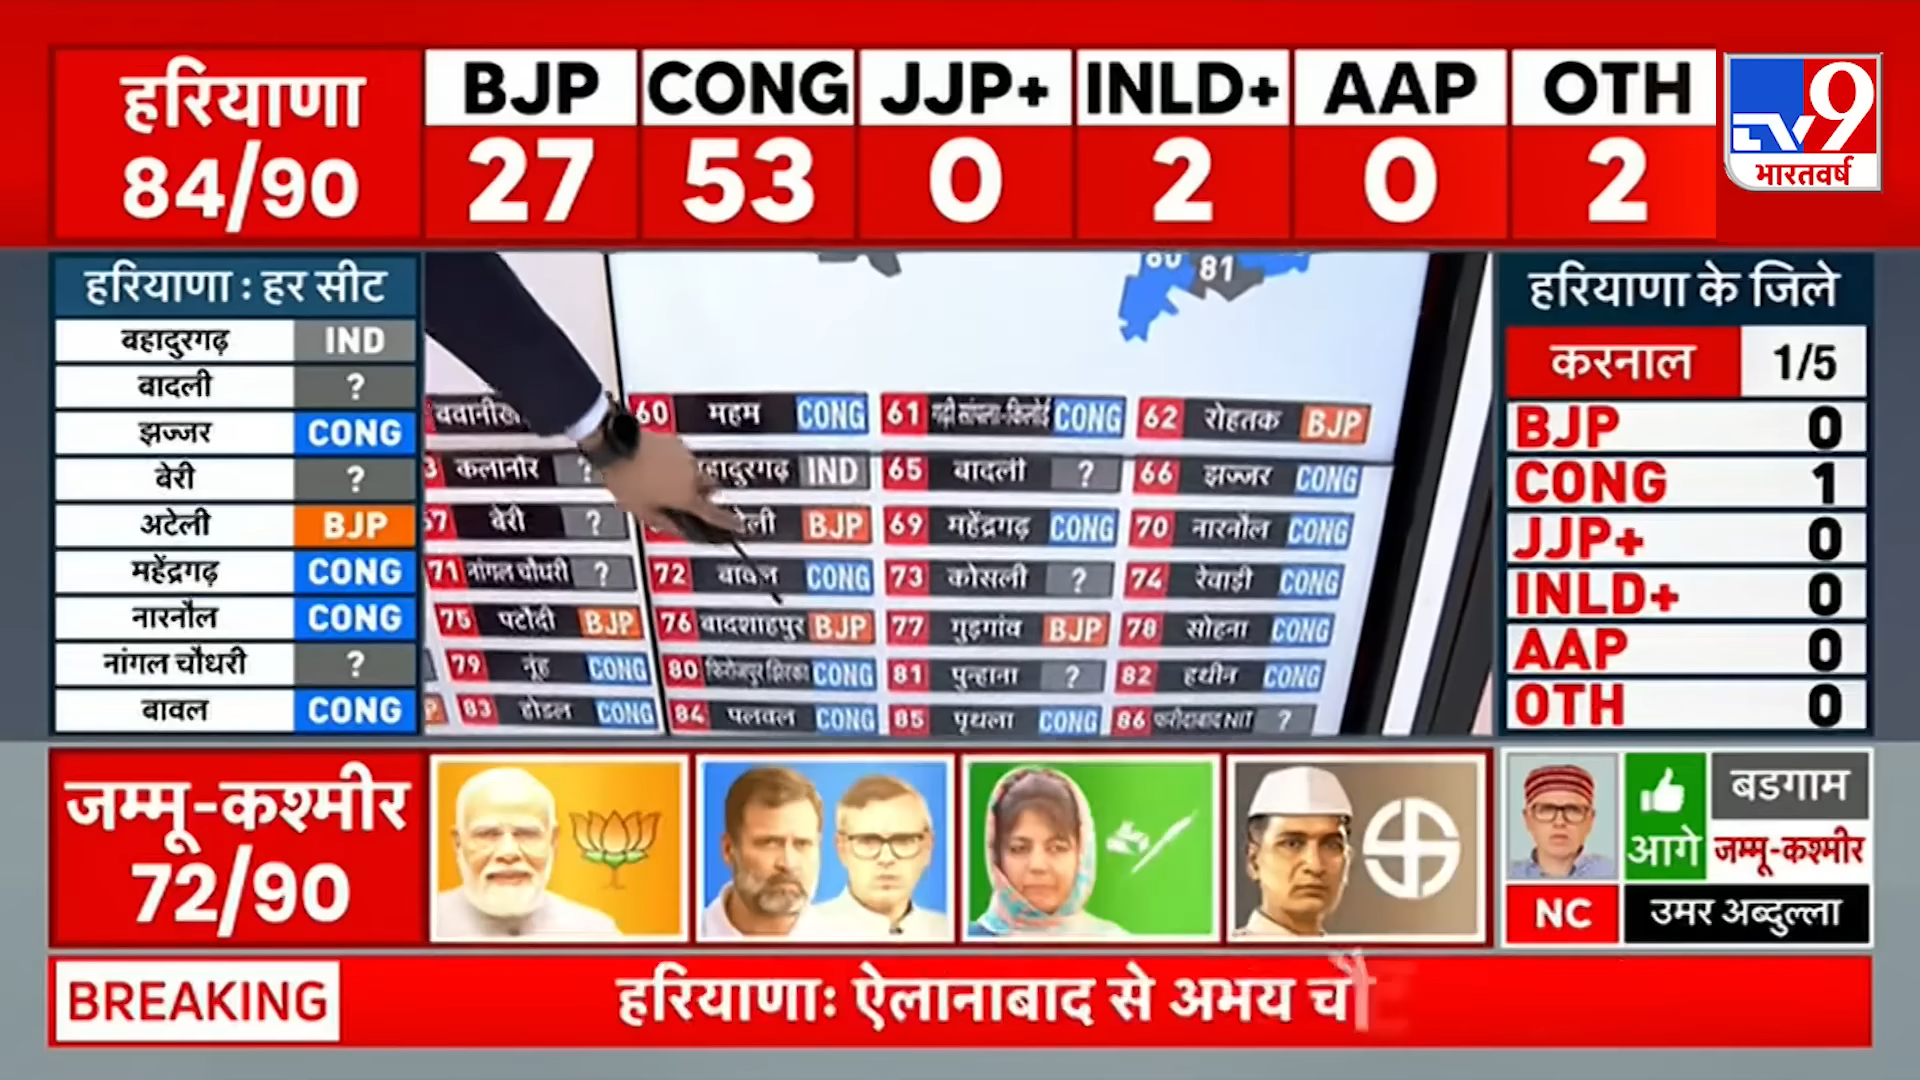 हरियाणा
84/90
BJP CONG JJP+ INLD+ AAP OTH
27 53 0 2 0 2
TV9
भारतवर्ष
हरियाणा : हर सीट
बहादुरगढ़ IND
बादली ?
झज्जर CONG
बेरी ?
अटेली BJP
महेंद्रगढ़ CONG
नारनौल CONG
नांगल चौधरी ?
बावल CONG
80 81
60 महम CONG 61 गढ़ी सांपला-किलोई CONG 62 रोहतक BJP
कलानौर ? IND 65 बादली ? 66 झज्जर CONG
बेरी ? BJP 69 महेंद्रगढ़ CONG 70 नारनौल CONG
71 नांगल चौधरी ? 72 बावल CONG 73 कोसली ? 74 रेवाड़ी CONG
75 पटौदी BJP 76 बादशाहपुर BJP 77 गुड़गांव BJP 78 सोहना CONG
79 नूंह CONG 80 फिरोजपुर झिरका CONG 81 पुन्हाना ? 82 हथीन CONG
83 होडल CONG 84 पलवल CONG 85 पृथला CONG 86 फरीदाबाद NIT ?
हरियाणा के जिले
करनाल 1/5
BJP 0
CONG 1
JJP+ 0
INLD+ 0
AAP 0
OTH 0
जम्मू-कश्मीर
72/90
आगे
बडगाम
जम्मू-कश्मीर
NC उमर अब्दुल्ला
BREAKING
हरियाणाः ऐलानाबाद से अभय